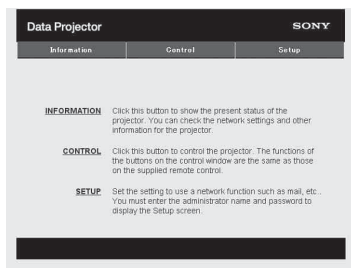 Data Projector SONY
Information Control Setup
INFORMATION Click this button to show the present status of the
projector. You can check the network settings and other
information for the projector.
CONTROL Click this button to control the projector. The functions of
the buttons on the control window are the same as those
on the supplied remote control.
SETUP Set the setting to use a network function such as mail, etc..
You must enter the administrator name and password to
display the Setup screen.